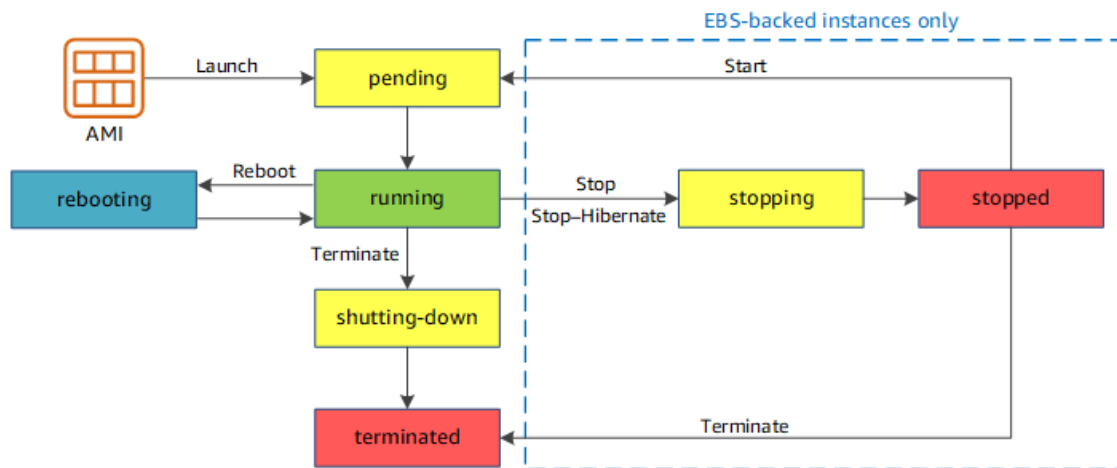 EBS-backed instances only
Launch
pending
Start
AMI
Reboot
rebooting
running
Stop
Stop–Hibernate
stopping
stopped
Terminate
shutting-down
terminated
Terminate